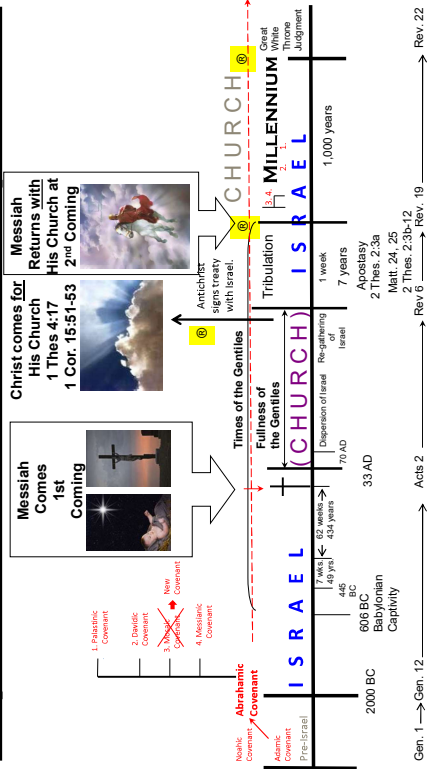 1. Palastinic
Covenant
2. Davidic
Covenant
3. Mosaic
Covenant
New
Covenant
4. Messianic
Covenant
Messiah
Comes
1st
Coming
Christ comes for
His Church
1 Thes 4:17
1 Cor. 15:51-53
Messiah
Returns with
His Church at
2nd Coming
Noahic
Covenant
Adamic
Covenant
Abrahamic
Covenant
Times of the Gentiles
Fullness of
the Gentiles
®
Antichrist
signs treaty
with Israel.
®
CHURCH
®
Great
White
Throne
Judgment
Tribulation
3. 4.
MILLENNIUM
2. 1.
Pre-Israel
ISRAEL
(CHURCH)
ISRAEL
7 wks.
49 yrs.
62 weeks
434 years
Dispersion of Israel
Re-gathering of
Israel
1 week
7 years
1,000 years
2000 BC
606 BC
Babylonian
Captivity
445
BC
33 AD
70 AD
Apostasy
2 Thes. 2:3a
Matt. 24, 25
2 Thes. 2:3b-12
Gen. 1
Gen. 12
Acts 2
Rev 6
Rev. 19
Rev. 22